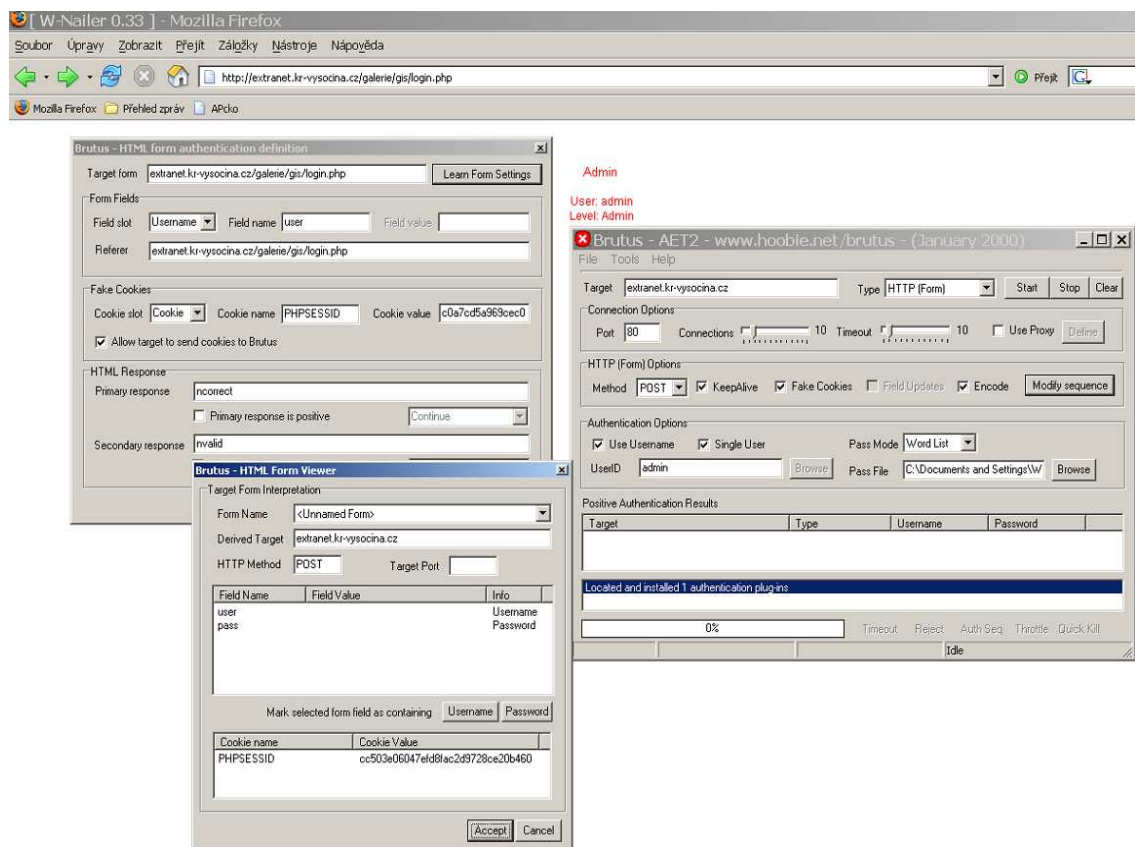 [ W-Nailer 0.33 ] - Mozilla Firefox
Soubor Úpravy Zobrazit Přejít Záložky Nástroje Nápověda
http://extranet.kr-vysocina.cz/galerie/gis/login.php Přejít G
Mozilla Firefox Přehled zpráv APcko
Brutus - HTML form authentication definition
Target form extranet.kr-vysocina.cz/galerie/gis/login.php Learn Form Settings
Form Fields
Field slot Username Field name user Field value
Referer extranet.kr-vysocina.cz/galerie/gis/login.php
Fake Cookies
Cookie slot Cookie Cookie name PHPSESSID Cookie value c0a7cd5a969cec0
Allow target to send cookies to Brutus
HTML Response
Primary response ncorrect
Primary response is positive Continue
Secondary response nvalid
Admin
User: admin
Level: Admin
Brutus - AET2 - www.hoobie.net/brutus - (January 2000)
File Tools Help
Target extranet.kr-vysocina.cz Type HTTP (Form) Start Stop Clear
Connection Options
Port 80 Connections 10 Timeout 10 Use Proxy Define
HTTP (Form) Options
Method POST KeepAlive Fake Cookies Field Updates Encode Modify sequence
Authentication Options
Use Username Single User Pass Mode Word List
UserID admin Browse Pass File C:\Documents and Settings\W Browse
Positive Authentication Results
Target Type Username Password
Located and installed 1 authentication plug-ins
0% Timeout Reject Auth Seq Throttle Quick Kill
Idle
Brutus - HTML Form Viewer
Target Form Interpretation
Form Name <Unnamed Form>
Derived Target extranet.kr-vysocina.cz
HTTP Method POST Target Port
Field Name Field Value Info
user Username
pass Password
Mark selected form field as containing Username Password
Cookie name Cookie Value
PHPSESSID cc503e06047efd8fac2d9728ce20b460
Accept Cancel